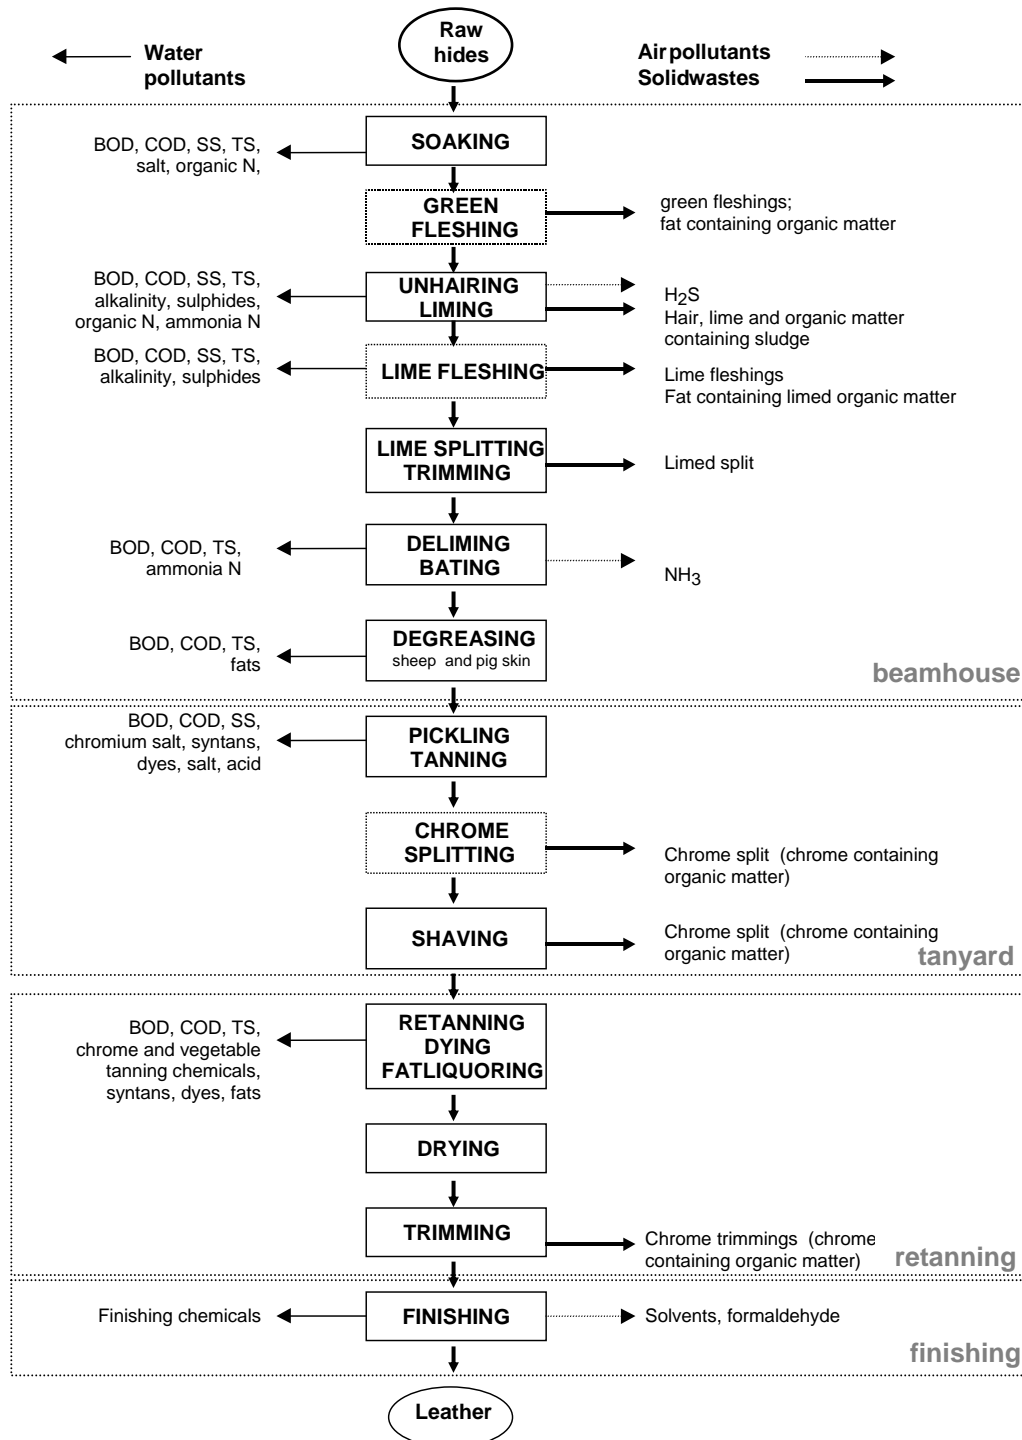 Raw
hides
Water
pollutants
Airpollutants
Solidwastes
SOAKING
BOD, COD, SS, TS,
salt, organic N,
GREEN
FLESHING
green fleshings;
fat containing organic matter
BOD, COD, SS, TS,
alkalinity, sulphides,
organic N, ammonia N
UNHAIRING
LIMING
H2S
Hair, lime and organic matter
containing sludge
BOD, COD, SS, TS,
alkalinity, sulphides
LIME FLESHING
Lime fleshings
Fat containing limed organic matter
LIME SPLITTING
TRIMMING
Limed split
BOD, COD, TS,
ammonia N
DELIMING
BATING
NH3
BOD, COD, TS,
fats
DEGREASING
sheep and pig skin
beamhouse
BOD, COD, SS,
chromium salt, syntans,
dyes, salt, acid
PICKLING
TANNING
CHROME
SPLITTING
Chrome split (chrome containing
organic matter)
SHAVING
Chrome split (chrome containing
organic matter)
tanyard
BOD, COD, TS,
chrome and vegetable
tanning chemicals,
syntans, dyes, fats
RETANNING
DYING
FATLIQUORING
DRYING
TRIMMING
Chrome trimmings (chrome
containing organic matter)
retanning
Finishing chemicals
FINISHING
Solvents, formaldehyde
finishing
Leather